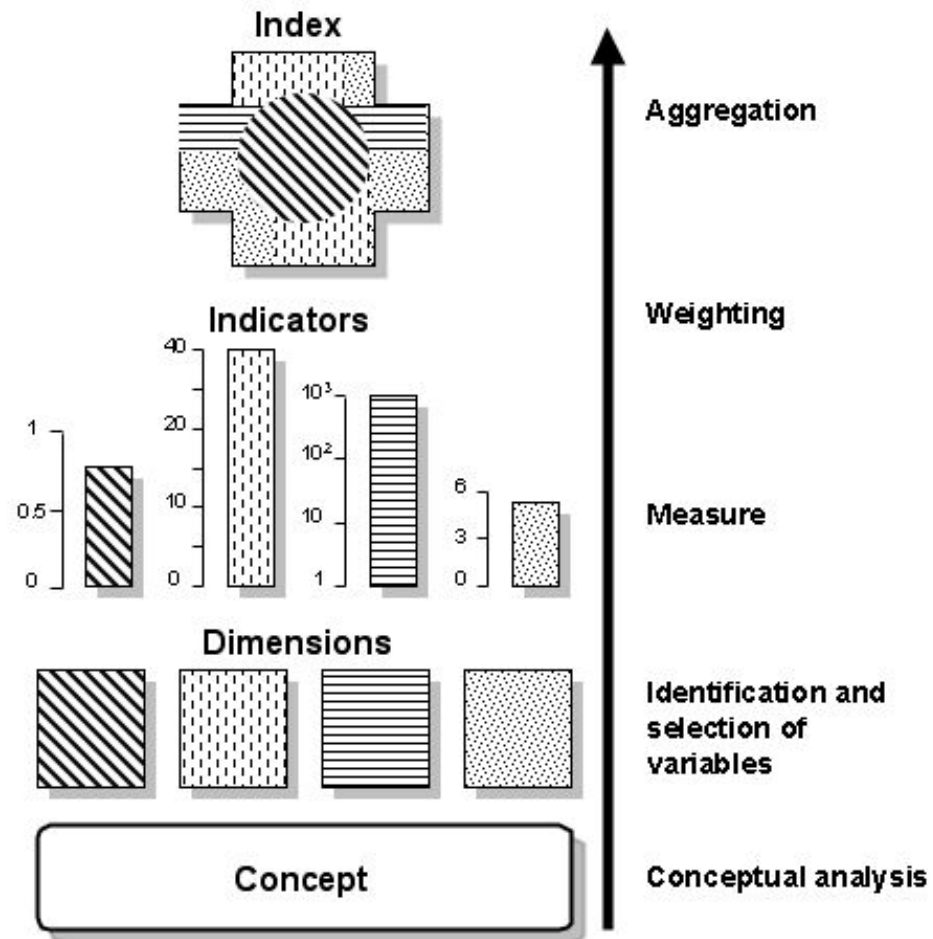 Index
Aggregation
Weighting
Indicators
40
20
10
0
10³
10²
10
1
1
0.5
0
6
3
0
Measure
Dimensions
Identification and
selection of
variables
Concept
Conceptual analysis